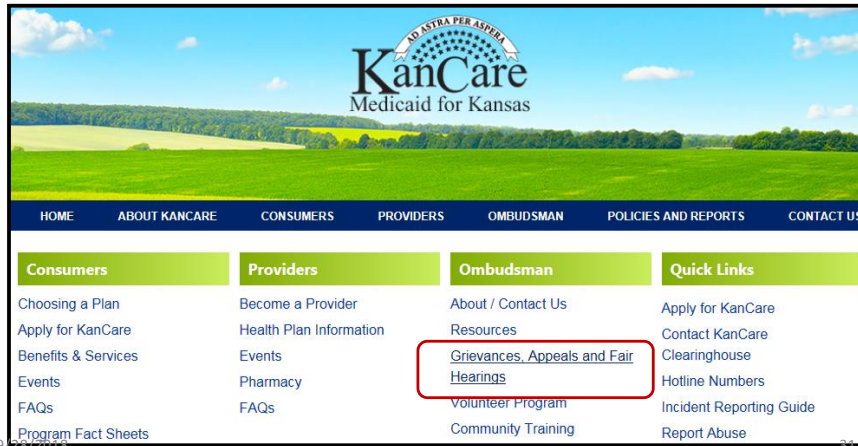 AD ASTRA PER ASPERA
KanCare
Medicaid for Kansas
HOME ABOUT KANCARE CONSUMERS PROVIDERS OMBUDSMAN POLICIES AND REPORTS CONTACT US
Consumers
Choosing a Plan
Apply for KanCare
Benefits & Services
Events
FAQs
Program Fact Sheets
Providers
Become a Provider
Health Plan Information
Events
Pharmacy
FAQs
Ombudsman
About / Contact Us
Resources
Grievances, Appeals and Fair
Hearings
Volunteer Program
Community Training
Quick Links
Apply for KanCare
Contact KanCare
Clearinghouse
Hotline Numbers
Incident Reporting Guide
Report Abuse